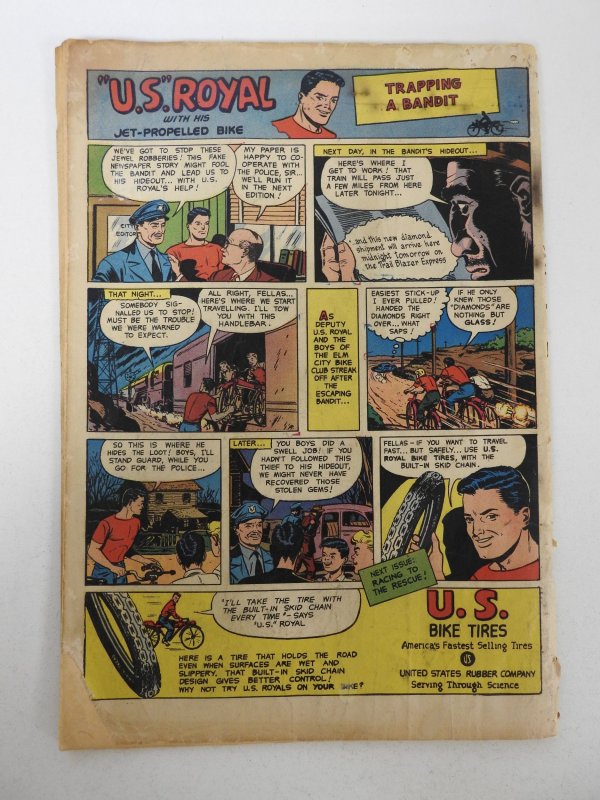 "U.S." ROYAL
WITH HIS
JET-PROPELLED BIKE
TRAPPING
A BANDIT
WE'VE GOT TO STOP THESE
JEWEL ROBBERIES! THIS FAKE
NEWSPAPER STORY MIGHT FOOL
THE BANDIT AND LEAD US TO
HIS HIDEOUT... WITH U.S.
ROYAL'S HELP!
MY PAPER IS
HAPPY TO CO-
OPERATE WITH
THE POLICE, SIR...
WE'LL RUN IT
IN THE NEXT
EDITION!
CITY
EDITOR
NEXT DAY, IN THE BANDIT'S HIDEOUT...
HERE'S WHERE I
GET TO WORK! THAT
TRAIN WILL PASS JUST
A FEW MILES FROM HERE
LATER TONIGHT...
...and this new diamond
shipment will arrive here
midnight tomorrow on
the Trail Blazer Express
THAT NIGHT...
SOMEBODY SIG-
NALLED US TO STOP!
MUST BE THE TROUBLE
WE WERE WARNED
TO EXPECT.
ALL RIGHT, FELLAS...
HERE'S WHERE WE START
TRAVELLING. I'LL TOW
YOU WITH THIS
HANDLEBAR.
AS
DEPUTY
U.S. ROYAL
AND THE
BOYS OF
THE ELM
CITY BIKE
CLUB STREAK
OFF AFTER
THE
ESCAPING
BANDIT...
EASIEST STICK-UP
I EVER PULLED!
HANDED THE
DIAMONDS RIGHT
OVER... WHAT
SAPS!
IF HE ONLY
KNEW THOSE
"DIAMONDS" ARE
NOTHING BUT
GLASS!
SO THIS IS WHERE HE
HIDES THE LOOT! BOYS, I'LL
STAND GUARD, WHILE YOU
GO FOR THE POLICE...
LATER...
YOU BOYS DID A
SWELL JOB! IF YOU
HADN'T FOLLOWED THIS
THIEF TO HIS HIDEOUT,
WE MIGHT NEVER HAVE
RECOVERED THOSE
STOLEN GEMS!
FELLAS-IF YOU WANT TO TRAVEL
FAST...BUT SAFELY...USE U.S.
ROYAL BIKE TIRES, WITH THE
BUILT-IN SKID CHAIN.
NEXT ISSUE:
RACING TO
THE RESCUE!
"I'LL TAKE THE TIRE WITH
THE BUILT-IN SKID CHAIN
EVERY TIME"-SAYS
"U.S." ROYAL
HERE IS A TIRE THAT HOLDS THE ROAD
EVEN WHEN SURFACES ARE WET AND
SLIPPERY, THAT BUILT-IN SKID CHAIN
DESIGN GIVES BETTER CONTROL!
WHY NOT TRY U.S. ROYALS ON YOUR BIKE?
U.S.
BIKE TIRES
America's Fastest Selling Tires
US
UNITED STATES RUBBER COMPANY
Serving Through Science